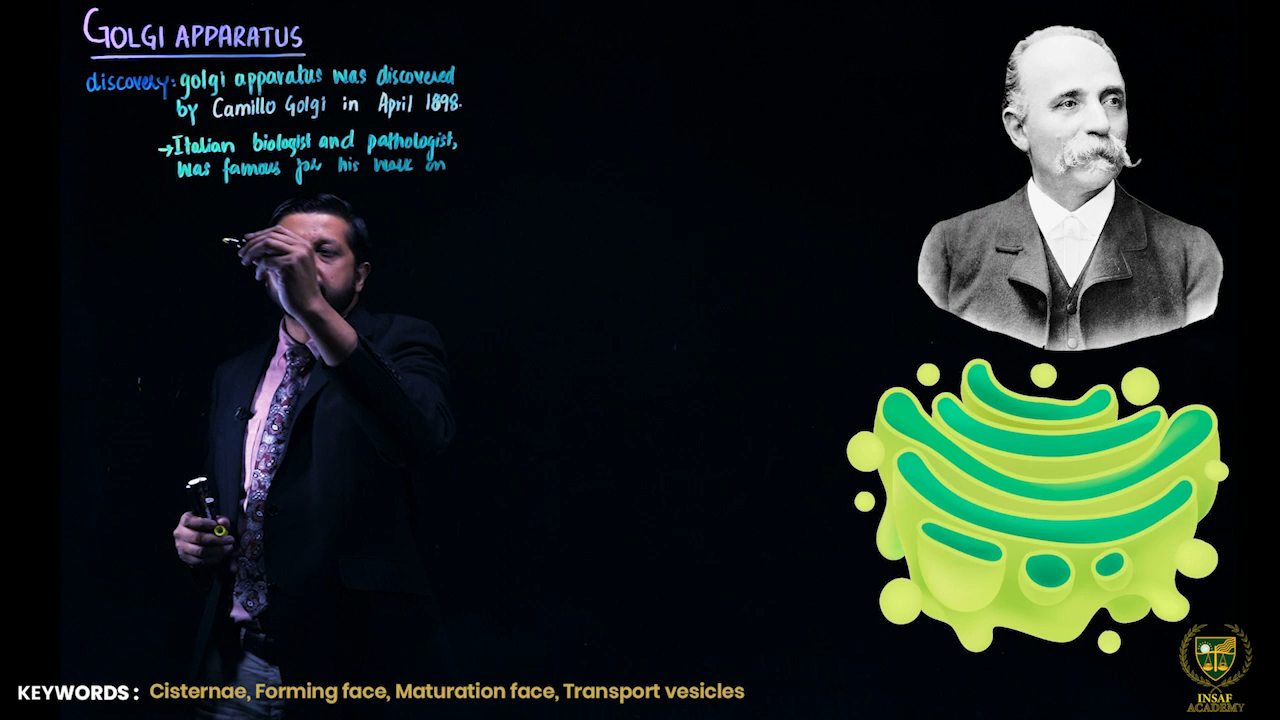 GOLGI APPARATUS
discovery: golgi apparatus was discovered
by Camillo Golgi in April 1898.
→Italian biologist and pathologist,
was famous for his work on
KEYWORDS : Cisternae, Forming face, Maturation face, Transport vesicles
INSAF
ACADEMY